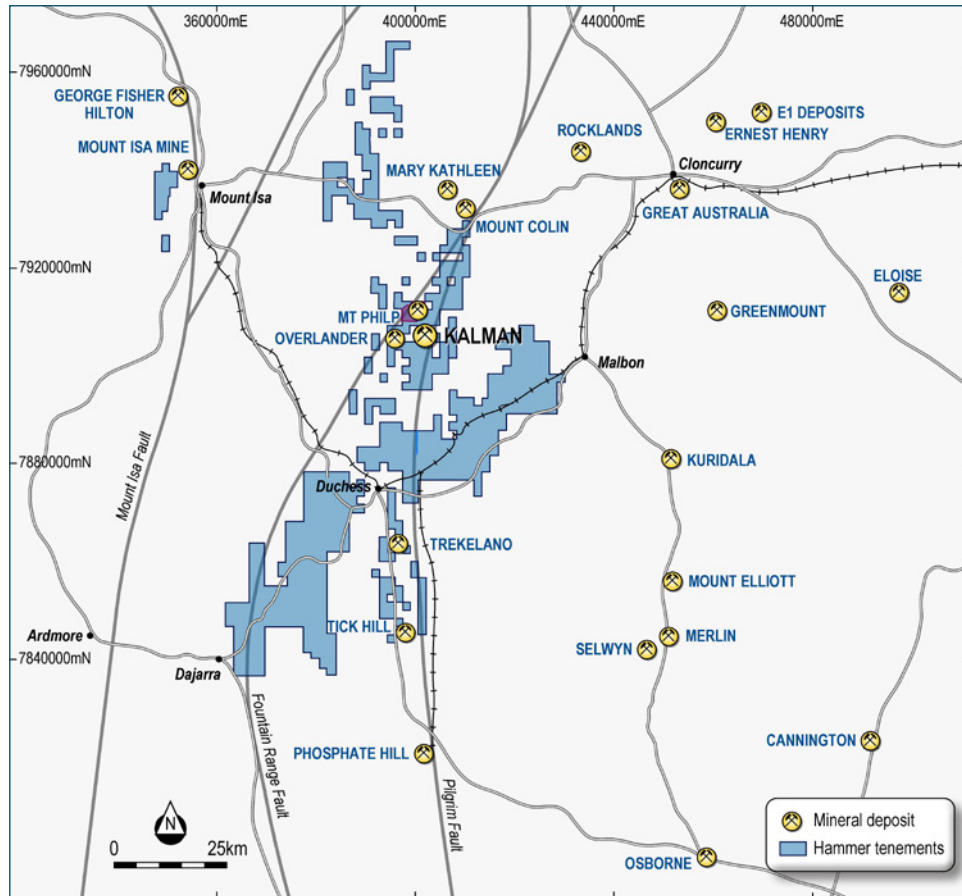 360000mE
400000mE
440000mE
480000mE
7960000mN
GEORGE FISHER
HILTON
E1 DEPOSITS
ERNEST HENRY
ROCKLANDS
MOUNT ISA MINE
Cloncurry
MARY KATHLEEN
Mount Isa
GREAT AUSTRALIA
MOUNT COLIN
7920000mN
ELOISE
MT PHILP
GREENMOUNT
OVERLANDER
KALMAN
Malbon
Mount Isa Fault
7880000mN
KURIDALA
Duchess
TREKELANO
MOUNT ELLIOTT
TICK HILL
Ardmore
MERLIN
SELWYN
7840000mN
Dajarra
Fountain Range Fault
PHOSPHATE HILL
Pilgrim Fault
CANNINGTON
N
0
25km
Mineral deposit
Hammer tenements
OSBORNE